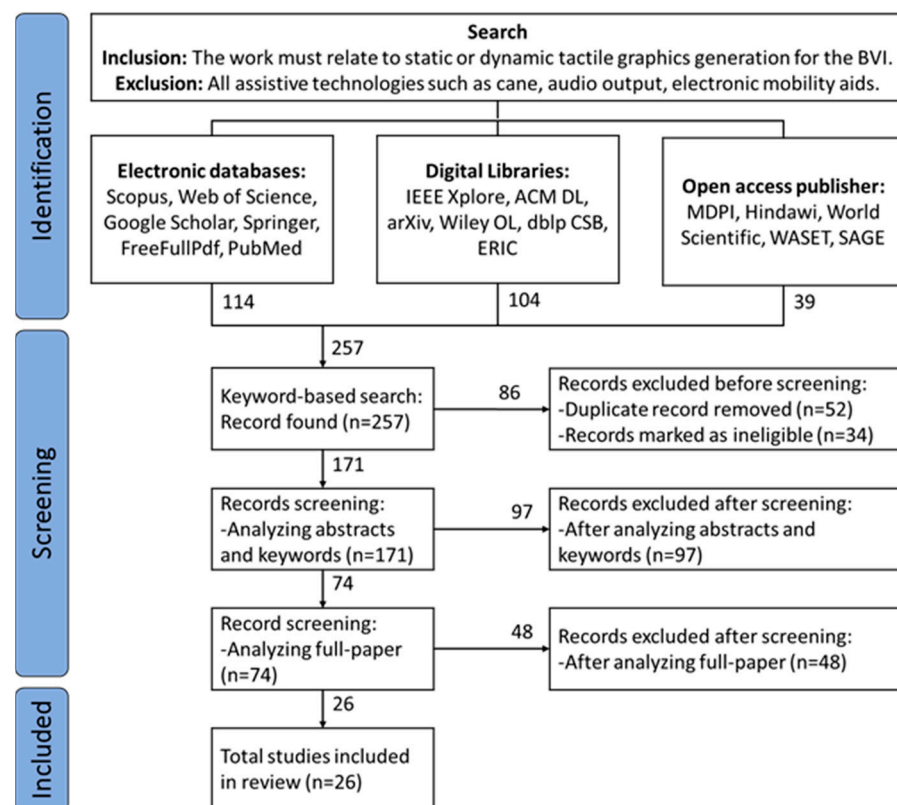 Identification
Search
Inclusion: The work must relate to static or dynamic tactile graphics generation for the BVI.
Exclusion: All assistive technologies such as cane, audio output, electronic mobility aids.
Electronic databases:
Scopus, Web of Science,
Google Scholar, Springer,
FreeFullPdf, PubMed
Digital Libraries:
IEEE Xplore, ACM DL,
arXiv, Wiley OL, dblp CSB,
ERIC
Open access publisher:
MDPI, Hindawi, World
Scientific, WASET, SAGE
114
104
39
Screening
257
Keyword-based search:
Record found (n=257)
86
Records excluded before screening:
-Duplicate record removed (n=52)
-Records marked as ineligible (n=34)
171
Records screening:
-Analyzing abstracts
and keywords (n=171)
97
Records excluded after screening:
-After analyzing abstracts and
keywords (n=97)
74
Record screening:
-Analyzing full-paper
(n=74)
48
Records excluded after screening:
-After analyzing full-paper (n=48)
Included
26
Total studies included
in review (n=26)